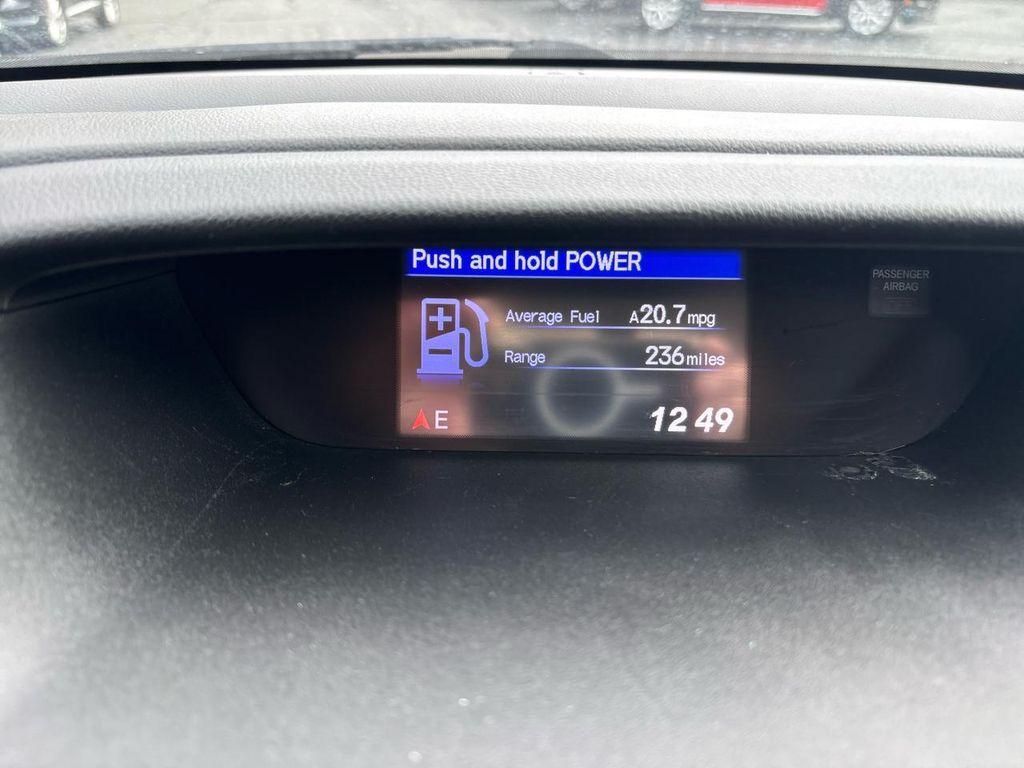 Push and hold POWER
Average Fuel A20.7mpg
Range 236miles
E 12 49
PASSENGER
AIRBAG